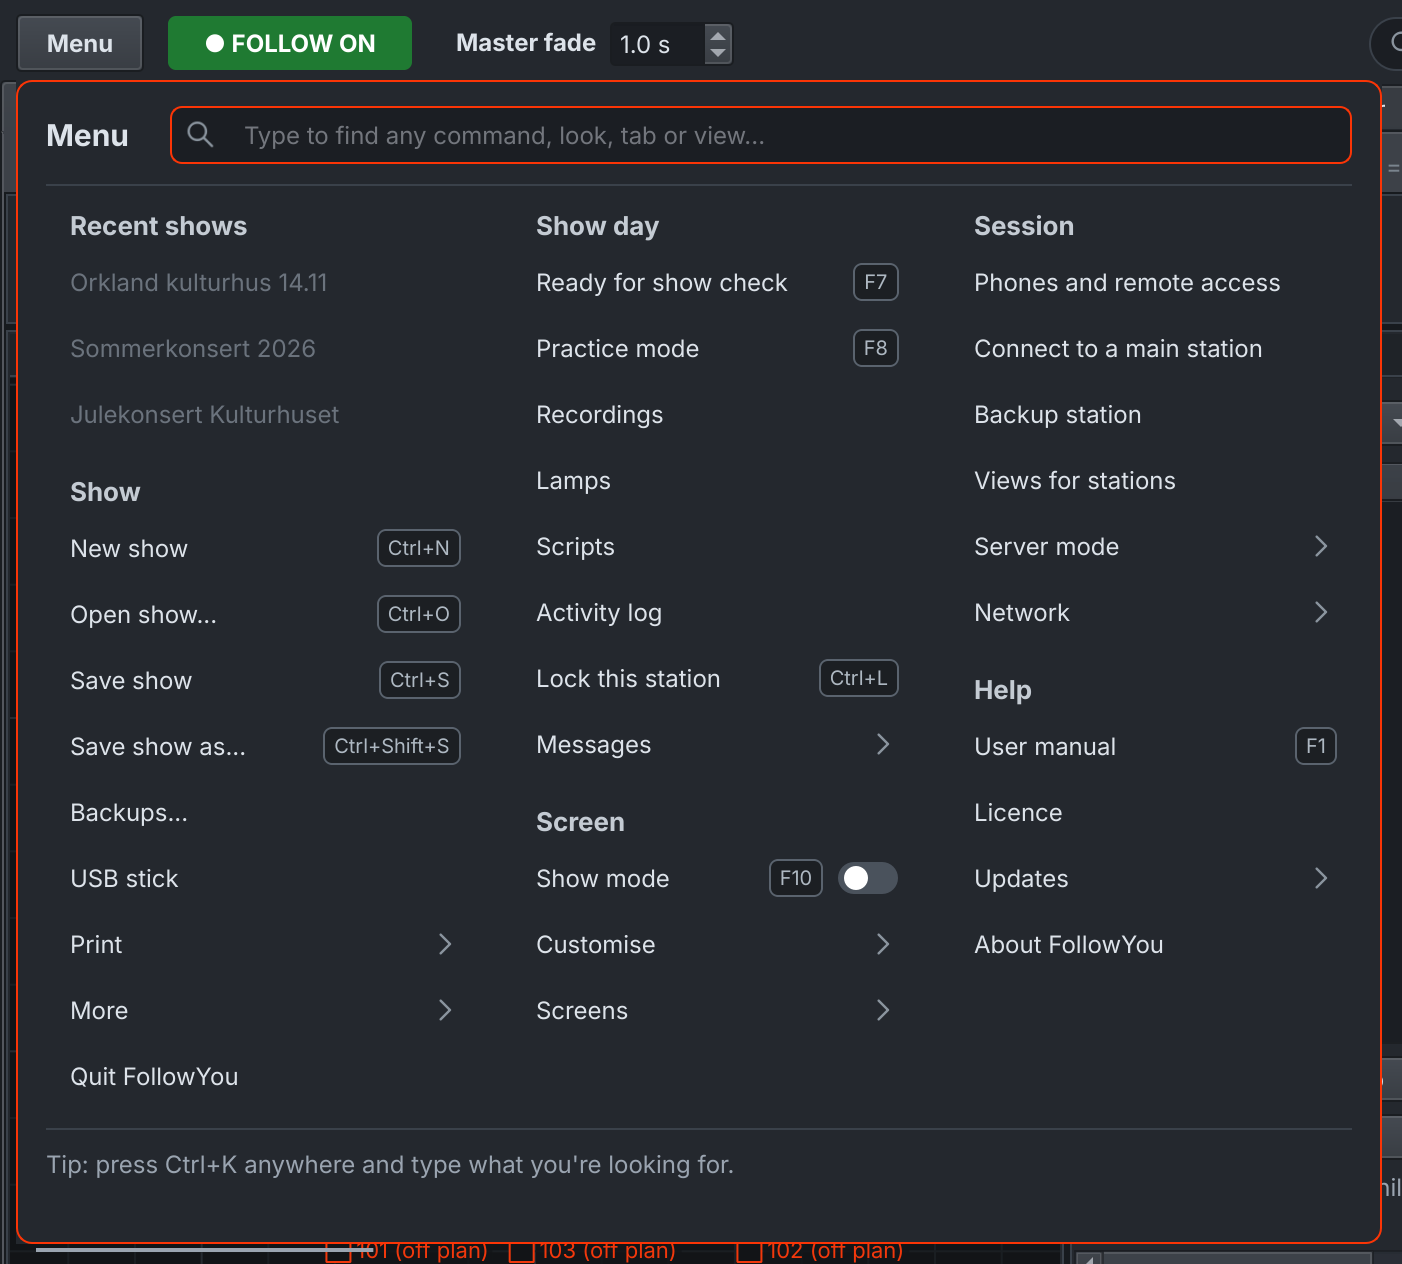 Menu
FOLLOW ON
Master fade
1.0 s
Menu
Type to find any command, look, tab or view...
Recent shows
Orkland kulturhus 14.11
Sommerkonsert 2026
Julekonsert Kulturhuset
Show
New show Ctrl+N
Open show... Ctrl+O
Save show Ctrl+S
Save show as... Ctrl+Shift+S
Backups...
USB stick
Print
More
Quit FollowYou
Show day
Ready for show check F7
Practice mode F8
Recordings
Lamps
Scripts
Activity log
Lock this station Ctrl+L
Messages
Screen
Show mode F10
Customise
Screens
Session
Phones and remote access
Connect to a main station
Backup station
Views for stations
Server mode
Network
Help
User manual F1
Licence
Updates
About FollowYou
Tip: press Ctrl+K anywhere and type what you're looking for.
101 (off plan) 103 (off plan) 102 (off plan)